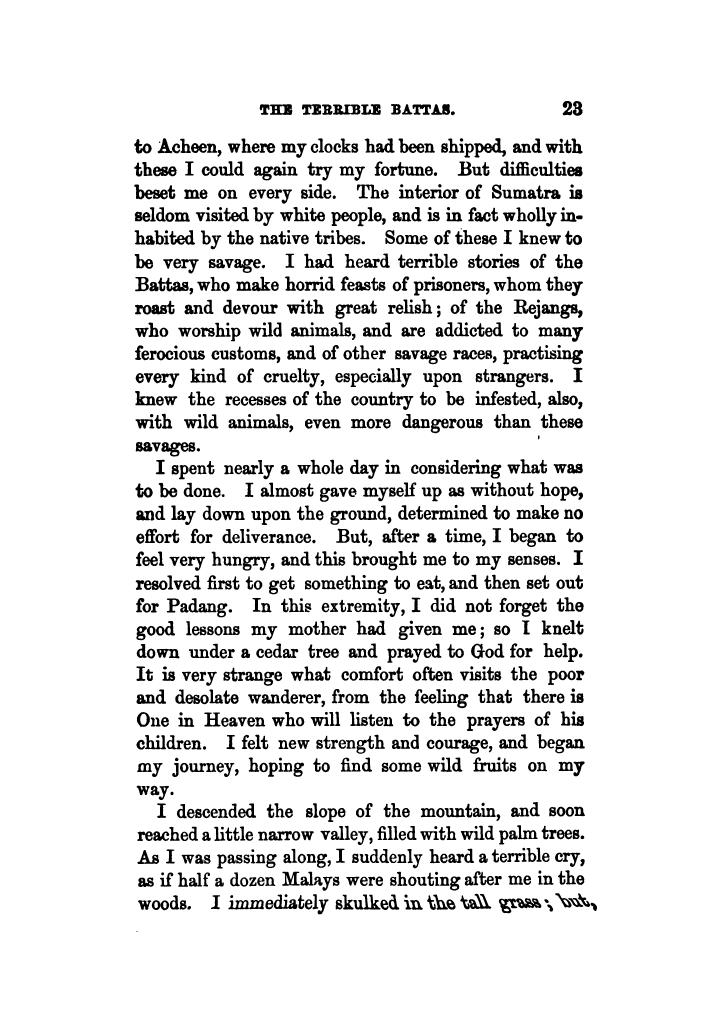 THE TERRIBLE BATTAS. 23
to Acheen, where my clocks had been shipped, and with
these I could again try my fortune. But difficulties
beset me on every side. The interior of Sumatra is
seldom visited by white people, and is in fact wholly in-
habited by the native tribes. Some of these I knew to
be very savage. I had heard terrible stories of the
Battas, who make horrid feasts of prisoners, whom they
roast and devour with great relish; of the Rejangs,
who worship wild animals, and are addicted to many
ferocious customs, and of other savage races, practising
every kind of cruelty, especially upon strangers. I
knew the recesses of the country to be infested, also,
with wild animals, even more dangerous than these
savages.
I spent nearly a whole day in considering what was
to be done. I almost gave myself up as without hope,
and lay down upon the ground, determined to make no
effort for deliverance. But, after a time, I began to
feel very hungry, and this brought me to my senses. I
resolved first to get something to eat, and then set out
for Padang. In this extremity, I did not forget the
good lessons my mother had given me; so I knelt
down under a cedar tree and prayed to God for help.
It is very strange what comfort often visits the poor
and desolate wanderer, from the feeling that there is
One in Heaven who will listen to the prayers of his
children. I felt new strength and courage, and began
my journey, hoping to find some wild fruits on my
way.
I descended the slope of the mountain, and soon
reached a little narrow valley, filled with wild palm trees.
As I was passing along, I suddenly heard a terrible cry,
as if half a dozen Malays were shouting after me in the
woods. I immediately skulked in the tall grass; but,